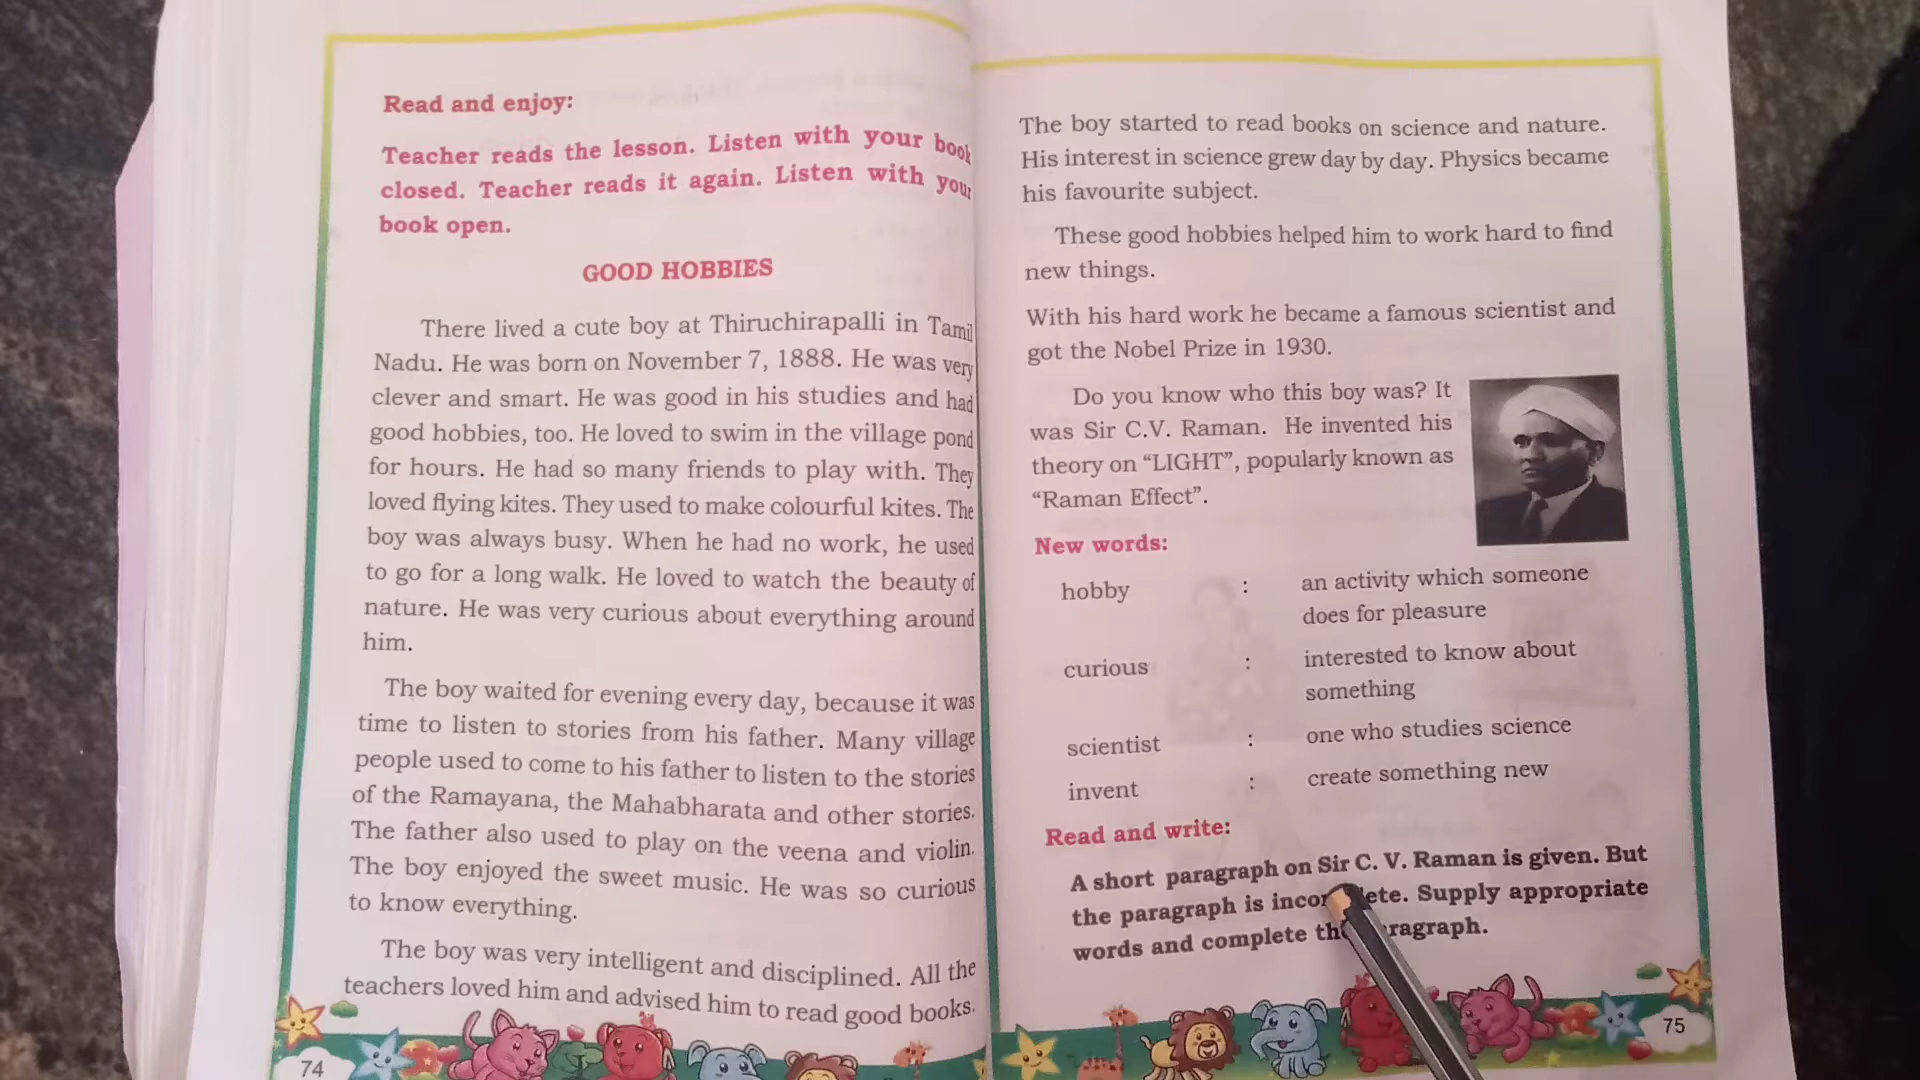 Read and enjoy:
Teacher reads the lesson. Listen with your book
closed. Teacher reads it again. Listen with your
book open.
GOOD HOBBIES
There lived a cute boy at Thiruchirapalli in Tamil
Nadu. He was born on November 7, 1888. He was very
clever and smart. He was good in his studies and had
good hobbies, too. He loved to swim in the village pond
for hours. He had so many friends to play with. They
loved flying kites. They used to make colourful kites. The
boy was always busy. When he had no work, he used
to go for a long walk. He loved to watch the beauty of
nature. He was very curious about everything around
him.
The boy waited for evening every day, because it was
time to listen to stories from his father. Many village
people used to come to his father to listen to the stories
of the Ramayana, the Mahabharata and other stories.
The father also used to play on the veena and violin.
The boy enjoyed the sweet music. He was so curious
to know everything.
The boy was very intelligent and disciplined. All the
teachers loved him and advised him to read good books.
74
The boy started to read books on science and nature.
His interest in science grew day by day. Physics became
his favourite subject.
These good hobbies helped him to work hard to find
new things.
With his hard work he became a famous scientist and
got the Nobel Prize in 1930.
Do you know who this boy was? It
was Sir C.V. Raman. He invented his
theory on “LIGHT”, popularly known as
“Raman Effect”.
New words:
hobby : an activity which someone
does for pleasure
curious : interested to know about
something
scientist : one who studies science
invent : create something new
Read and write:
A short paragraph on Sir C. V. Raman is given. But
the paragraph is Supply appropriate
words and complete
75